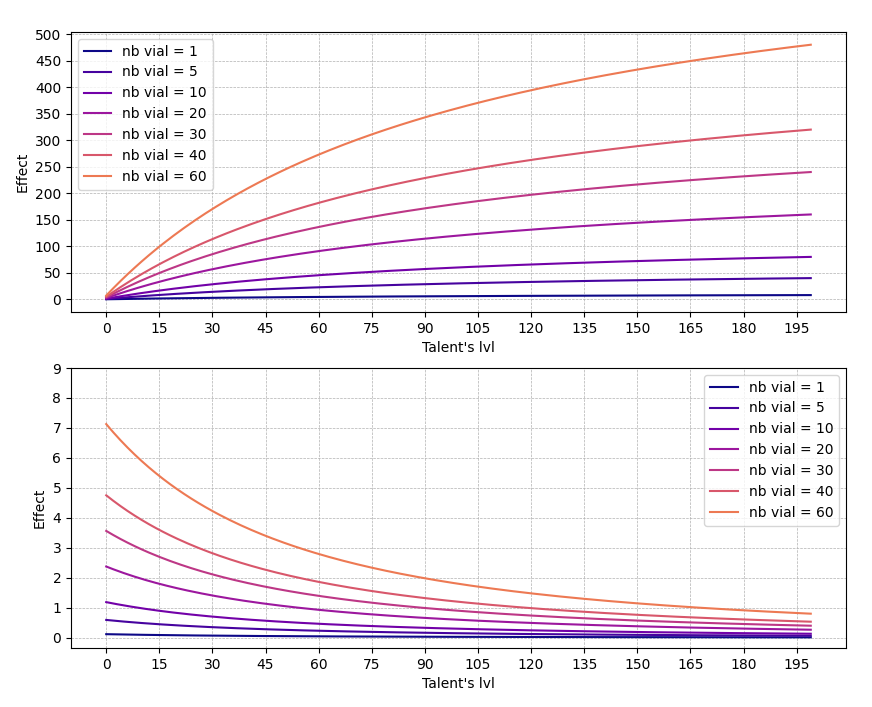 500
450
400
350
300
250
200
150
100
50
0
Effect
nb vial = 1
nb vial = 5
nb vial = 10
nb vial = 20
nb vial = 30
nb vial = 40
nb vial = 60
0 15 30 45 60 75 90 105 120 135 150 165 180 195
Talent's lvl
9
8
7
6
5
4
3
2
1
0
Effect
nb vial = 1
nb vial = 5
nb vial = 10
nb vial = 20
nb vial = 30
nb vial = 40
nb vial = 60
0 15 30 45 60 75 90 105 120 135 150 165 180 195
Talent's lvl